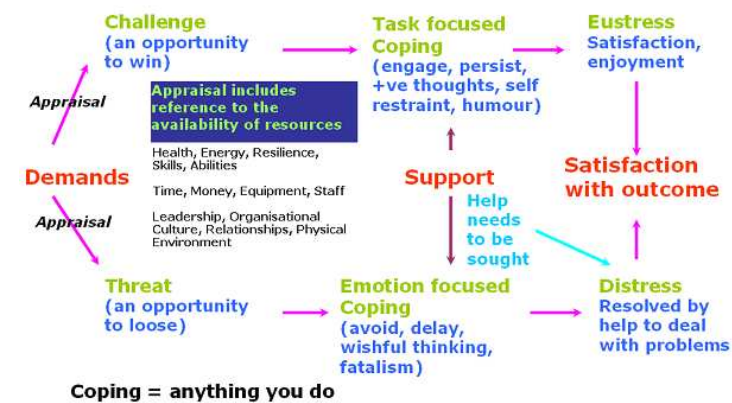 Challenge
(an opportunity
to win)
Task focused
Coping
(engage, persist,
+ve thoughts, self
restraint, humour)
Eustress
Satisfaction,
enjoyment
Appraisal
Appraisal includes
reference to the
availability of resources
Health, Energy, Resilience,
Skills, Abilities
Time, Money, Equipment, Staff
Leadership, Organisational
Culture, Relationships, Physical
Environment
Demands
Support
Satisfaction
with outcome
Appraisal
Help
needs
to be
sought
Threat
(an opportunity
to loose)
Emotion focused
Coping
(avoid, delay,
wishful thinking,
fatalism)
Distress
Resolved by
help to deal
with problems
Coping = anything you do